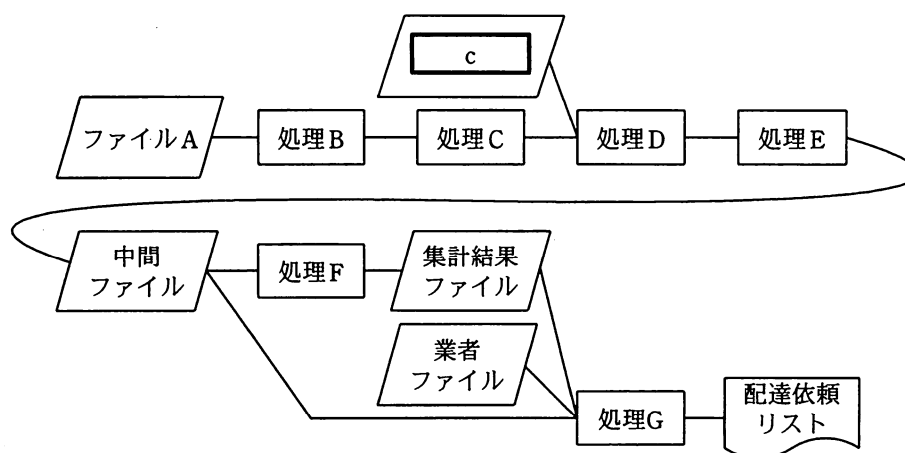 c
ファイルA
処理B
処理C
処理D
処理E
中間
ファイル
処理F
集計結果
ファイル
業者
ファイル
処理G
配達依頼
リスト